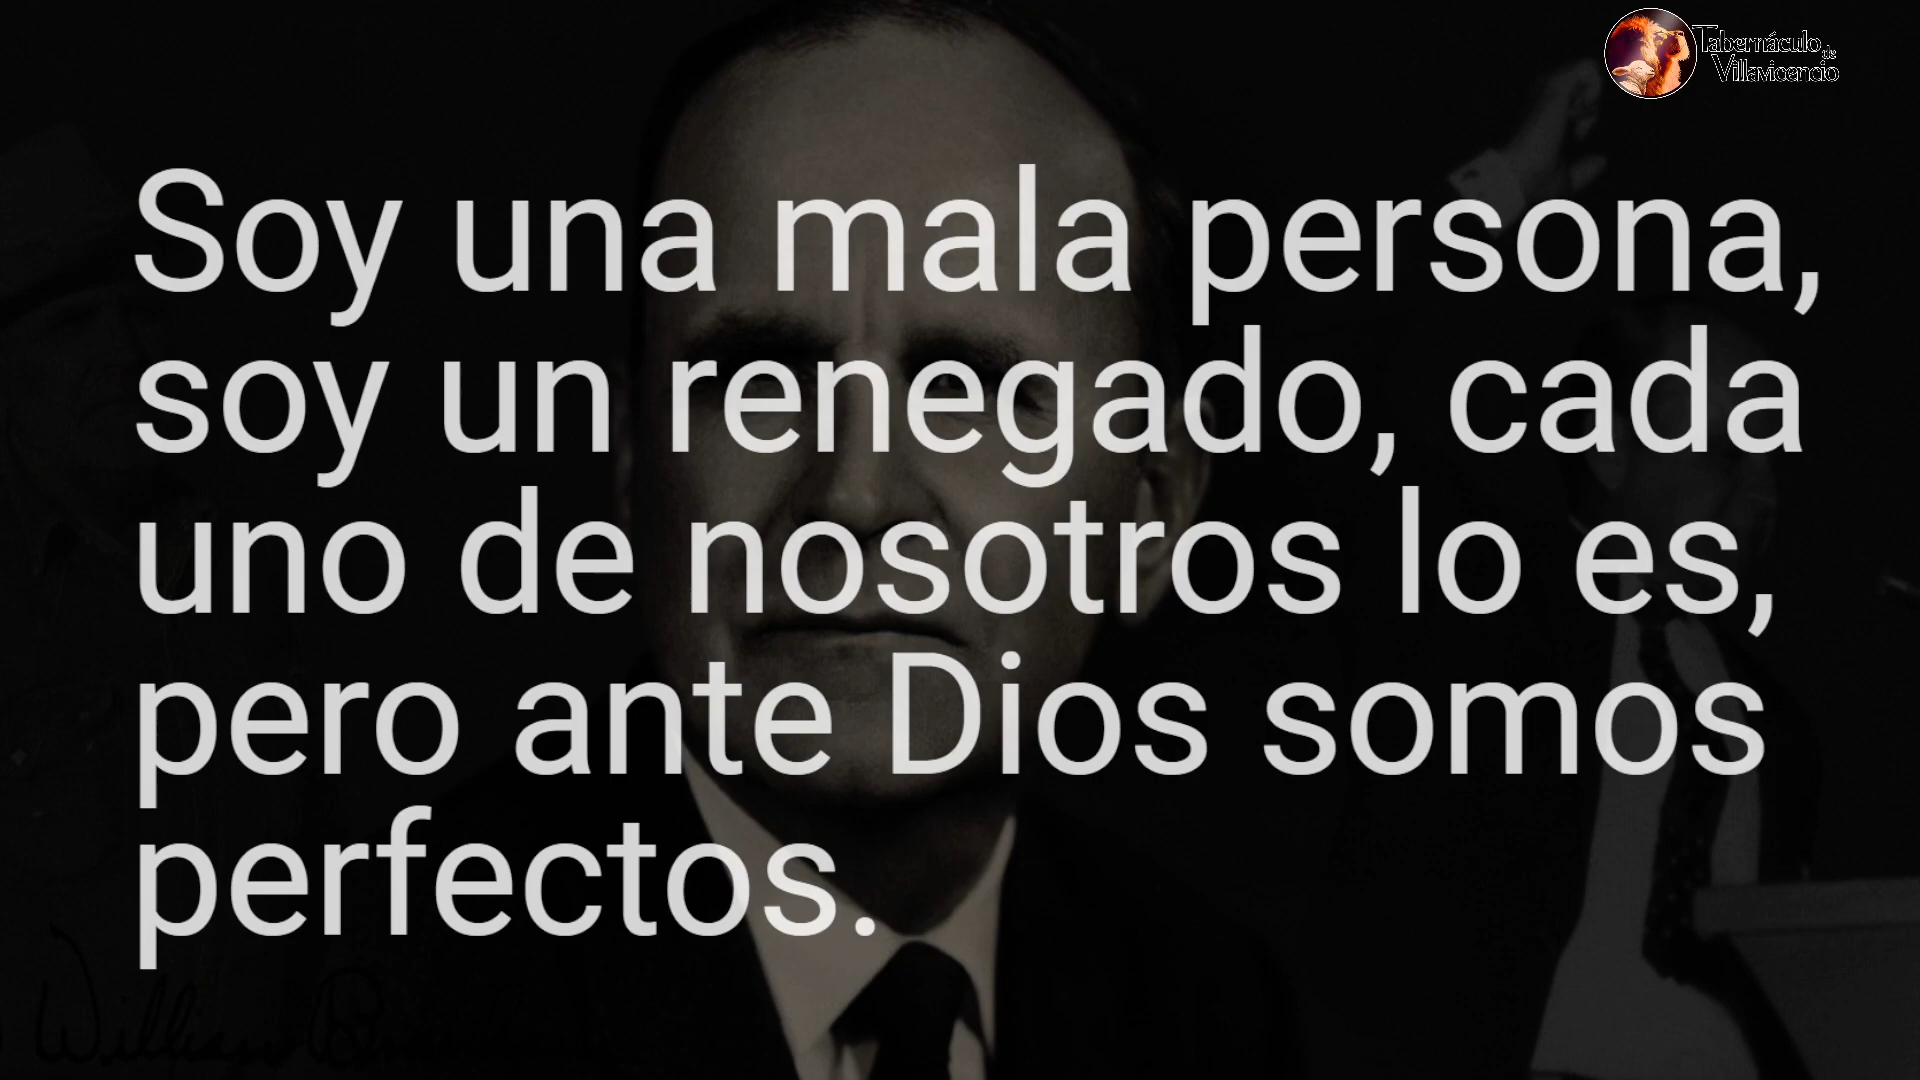 Tabernáculo
de
Villavicencio
Soy una mala persona,
soy un renegado, cada
uno de nosotros lo es,
pero ante Dios somos
perfectos.
William